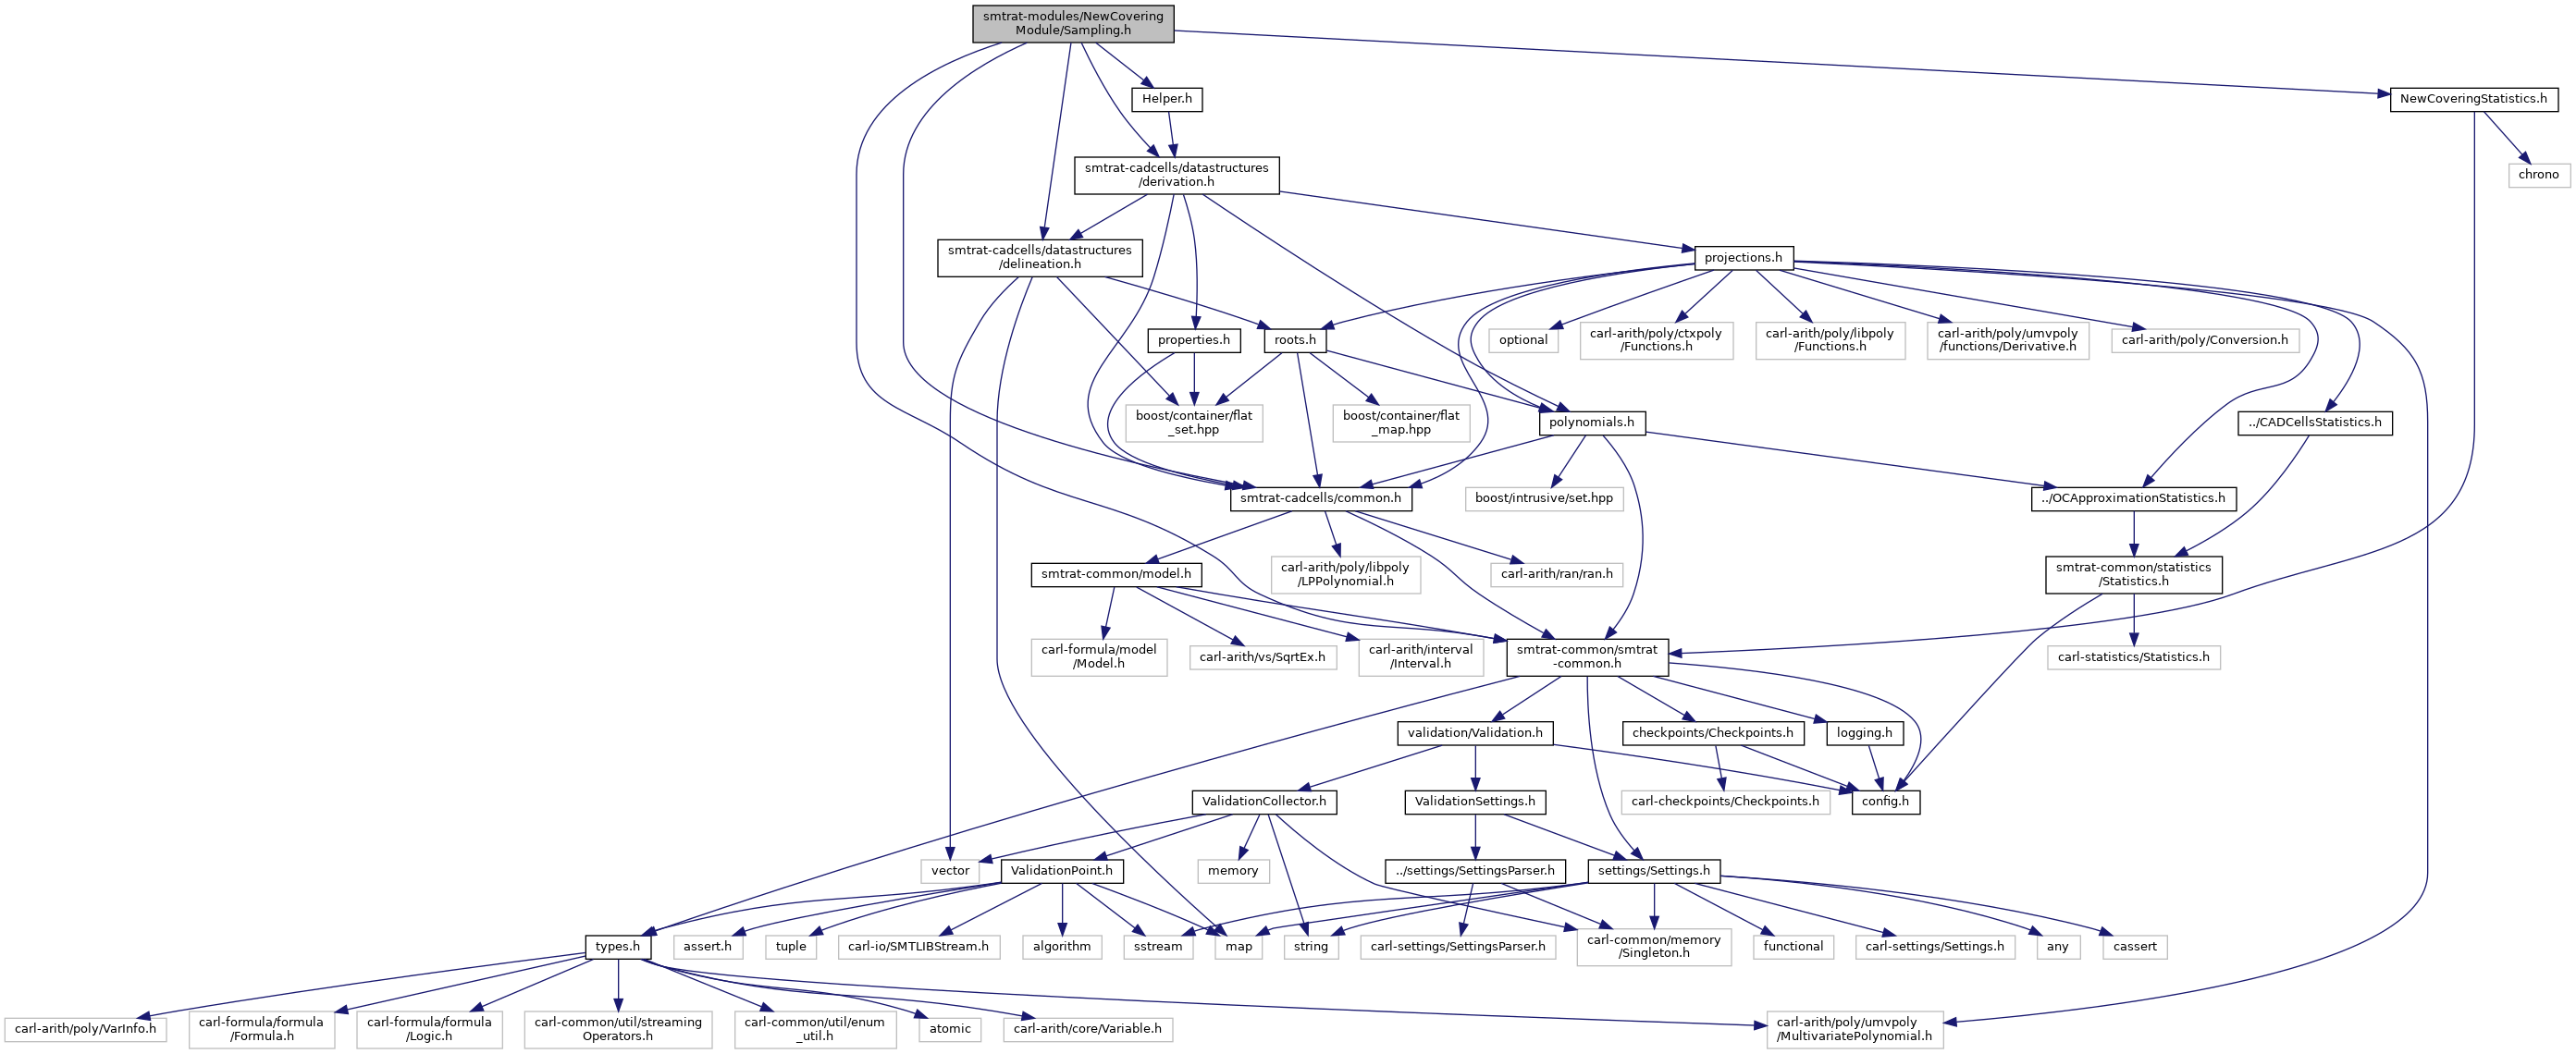 smtrat-modules/NewCovering
Module/Sampling.h
Helper.h
NewCoveringStatistics.h
smtrat-cadcells/datastructures
/derivation.h
chrono
smtrat-cadcells/datastructures
/delineation.h
projections.h
properties.h
roots.h
optional
carl-arith/poly/ctxpoly
/Functions.h
carl-arith/poly/libpoly
/Functions.h
carl-arith/poly/umvpoly
/functions/Derivative.h
carl-arith/poly/Conversion.h
boost/container/flat
_set.hpp
boost/container/flat
_map.hpp
polynomials.h
../CADCellsStatistics.h
smtrat-cadcells/common.h
boost/intrusive/set.hpp
../OCApproximationStatistics.h
smtrat-common/model.h
carl-arith/poly/libpoly
/LPPolynomial.h
carl-arith/ran/ran.h
smtrat-common/statistics
/Statistics.h
carl-formula/model
/Model.h
carl-arith/vs/SqrtEx.h
carl-arith/interval
/Interval.h
smtrat-common/smtrat
-common.h
carl-statistics/Statistics.h
validation/Validation.h
checkpoints/Checkpoints.h
logging.h
ValidationCollector.h
ValidationSettings.h
carl-checkpoints/Checkpoints.h
config.h
vector
ValidationPoint.h
memory
../settings/SettingsParser.h
settings/Settings.h
types.h
assert.h
tuple
carl-io/SMTLIBStream.h
algorithm
sstream
map
string
carl-settings/SettingsParser.h
carl-common/memory
/Singleton.h
functional
carl-settings/Settings.h
any
cassert
carl-arith/poly/VarInfo.h
carl-formula/formula
/Formula.h
carl-formula/formula
/Logic.h
carl-common/util/streaming
Operators.h
carl-common/util/enum
_util.h
atomic
carl-arith/core/Variable.h
carl-arith/poly/umvpoly
/MultivariatePolynomial.h